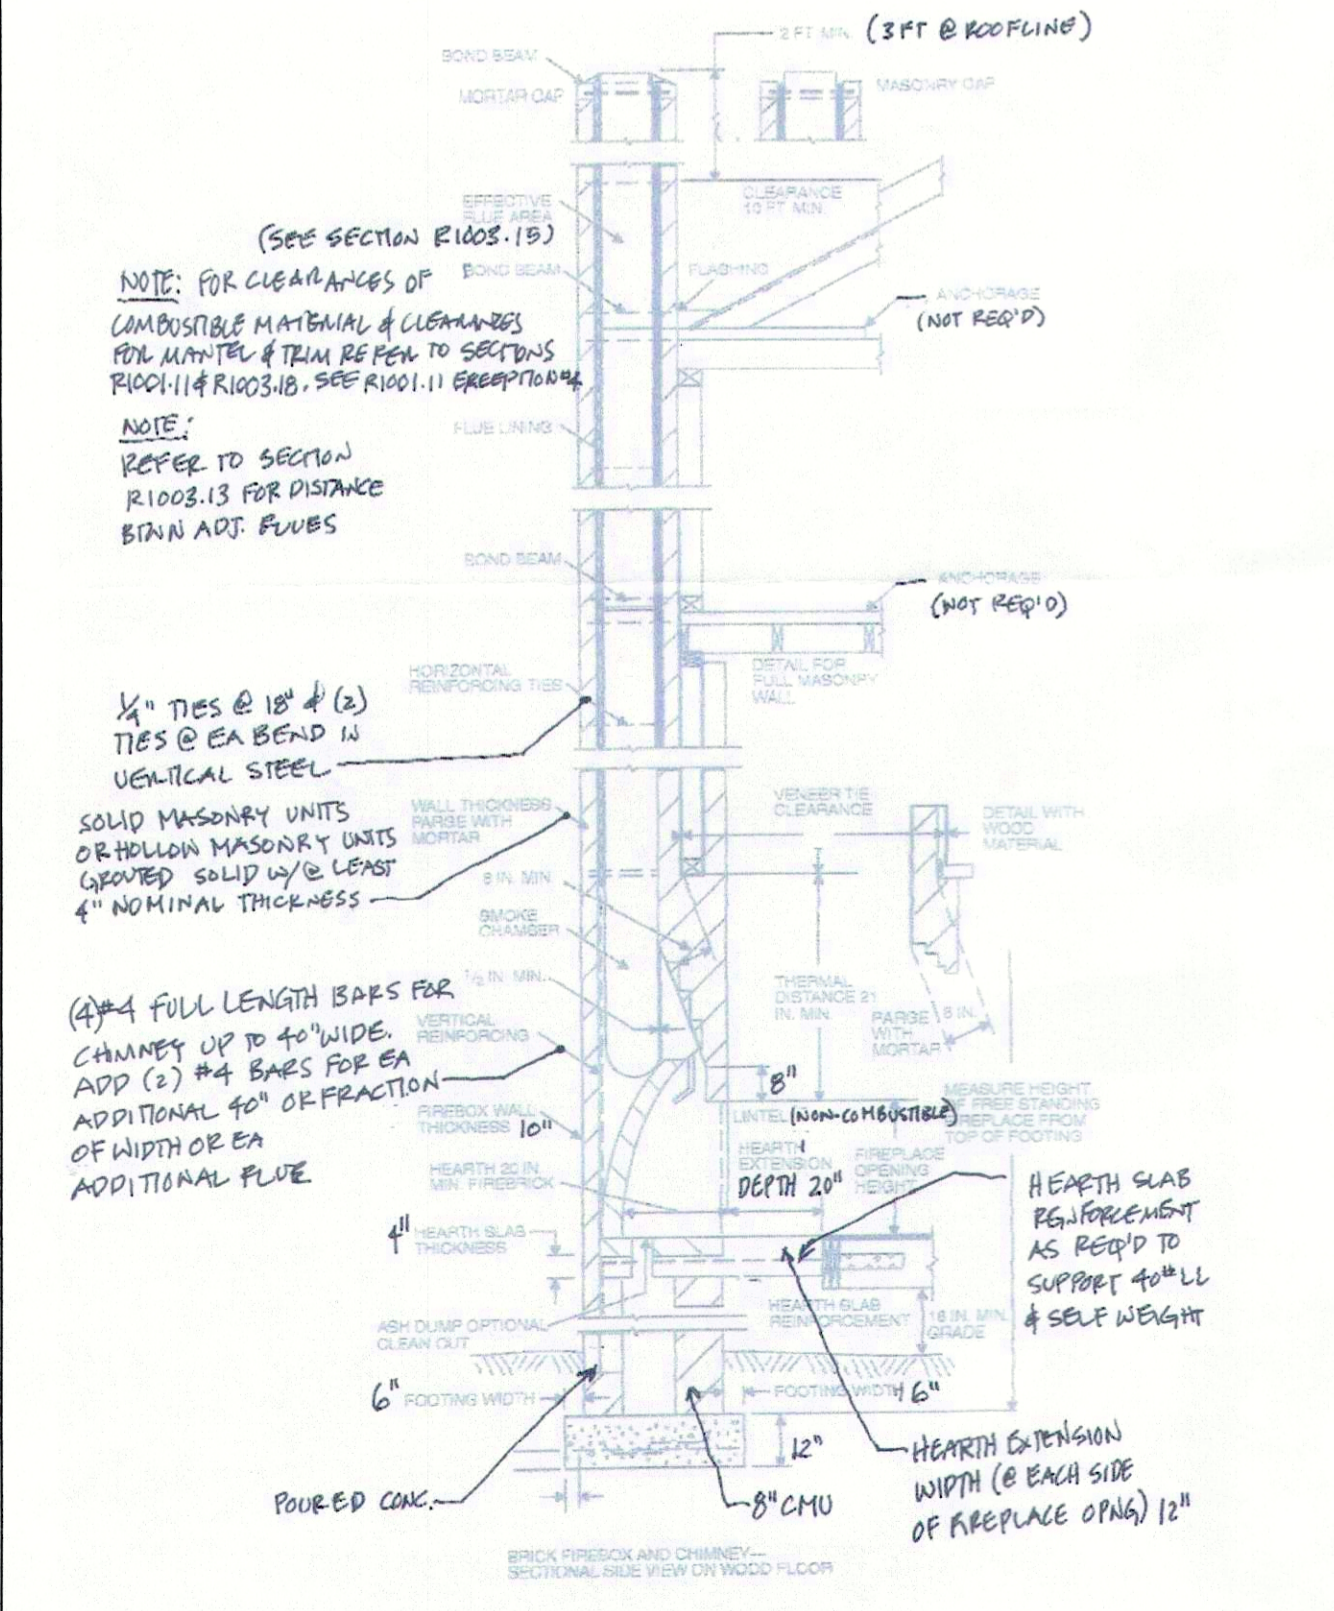 2 FT MIN. (3 FT @ ROOFLINE)
BOND BEAM
MORTAR CAP
MASONRY CAP
EFFECTIVE
FLUE AREA
CLEARANCE
10 FT MIN.
(SEE SECTION R1003.15)
BOND BEAM
FLASHING
NOTE: FOR CLEARANCES OF
COMBUSTIBLE MATERIAL & CLEARANCES
FOR MANTEL & TRIM REFER TO SECTIONS
R1001.11 & R1003.18. SEE R1001.11 EXCEPTION #4
ANCHORAGE
(NOT REQ'D)
FLUE LINING
NOTE:
REFER TO SECTION
R1003.13 FOR DISTANCE
BTWN ADJ. FLUES
BOND BEAM
ANCHORAGE
(NOT REQ'D)
HORIZONTAL
REINFORCING TIES
DETAIL FOR
FULL MASONRY
WALL
1/4" TIES @ 18" & (2)
TIES @ EA BEND IN
VERTICAL STEEL
SOLID MASONRY UNITS
OR HOLLOW MASONRY UNITS
GROUTED SOLID W/@ LEAST
4" NOMINAL THICKNESS
WALL THICKNESS
PARGE WITH
MORTAR
VENEER TIE
CLEARANCE
DETAIL WITH
WOOD
MATERIAL
8 IN. MIN.
SMOKE
CHAMBER
1/2 IN. MIN.
THERMAL
DISTANCE 21
IN. MIN.
PARGE
WITH
MORTAR
8 IN.
(4)#4 FULL LENGTH BARS FOR
CHIMNEY UP TO 40" WIDE.
ADD (2) #4 BARS FOR EA
ADDITIONAL 40" OR FRACTION
OF WIDTH OR EA
ADDITIONAL FLUE
VERTICAL
REINFORCING
8"
LINTEL (NON-COMBUSTIBLE)
MEASURE HEIGHT
OF FREE STANDING
FIREPLACE FROM
TOP OF FOOTING
FIREBOX WALL
THICKNESS 10"
HEARTH 20 IN.
MIN. FIREBRICK
HEARTH
EXTENSION
DEPTH 20"
FIREPLACE
OPENING
HEIGHT
4" HEARTH SLAB
THICKNESS
HEARTH SLAB
REINFORCEMENT
AS REQ'D TO
SUPPORT 40# LL
& SELF WEIGHT
ASH DUMP OPTIONAL
CLEAN OUT
HEARTH SLAB
REINFORCEMENT
18 IN. MIN.
GRADE
6" FOOTING WIDTH
FOOTING WIDTH 6"
12"
POURED CONC.
8" CMU
HEARTH EXTENSION
WIDTH (@ EACH SIDE
OF FIREPLACE OPNG) 12"
BRICK FIREBOX AND CHIMNEY—
SECTIONAL SIDE VIEW ON WOOD FLOOR